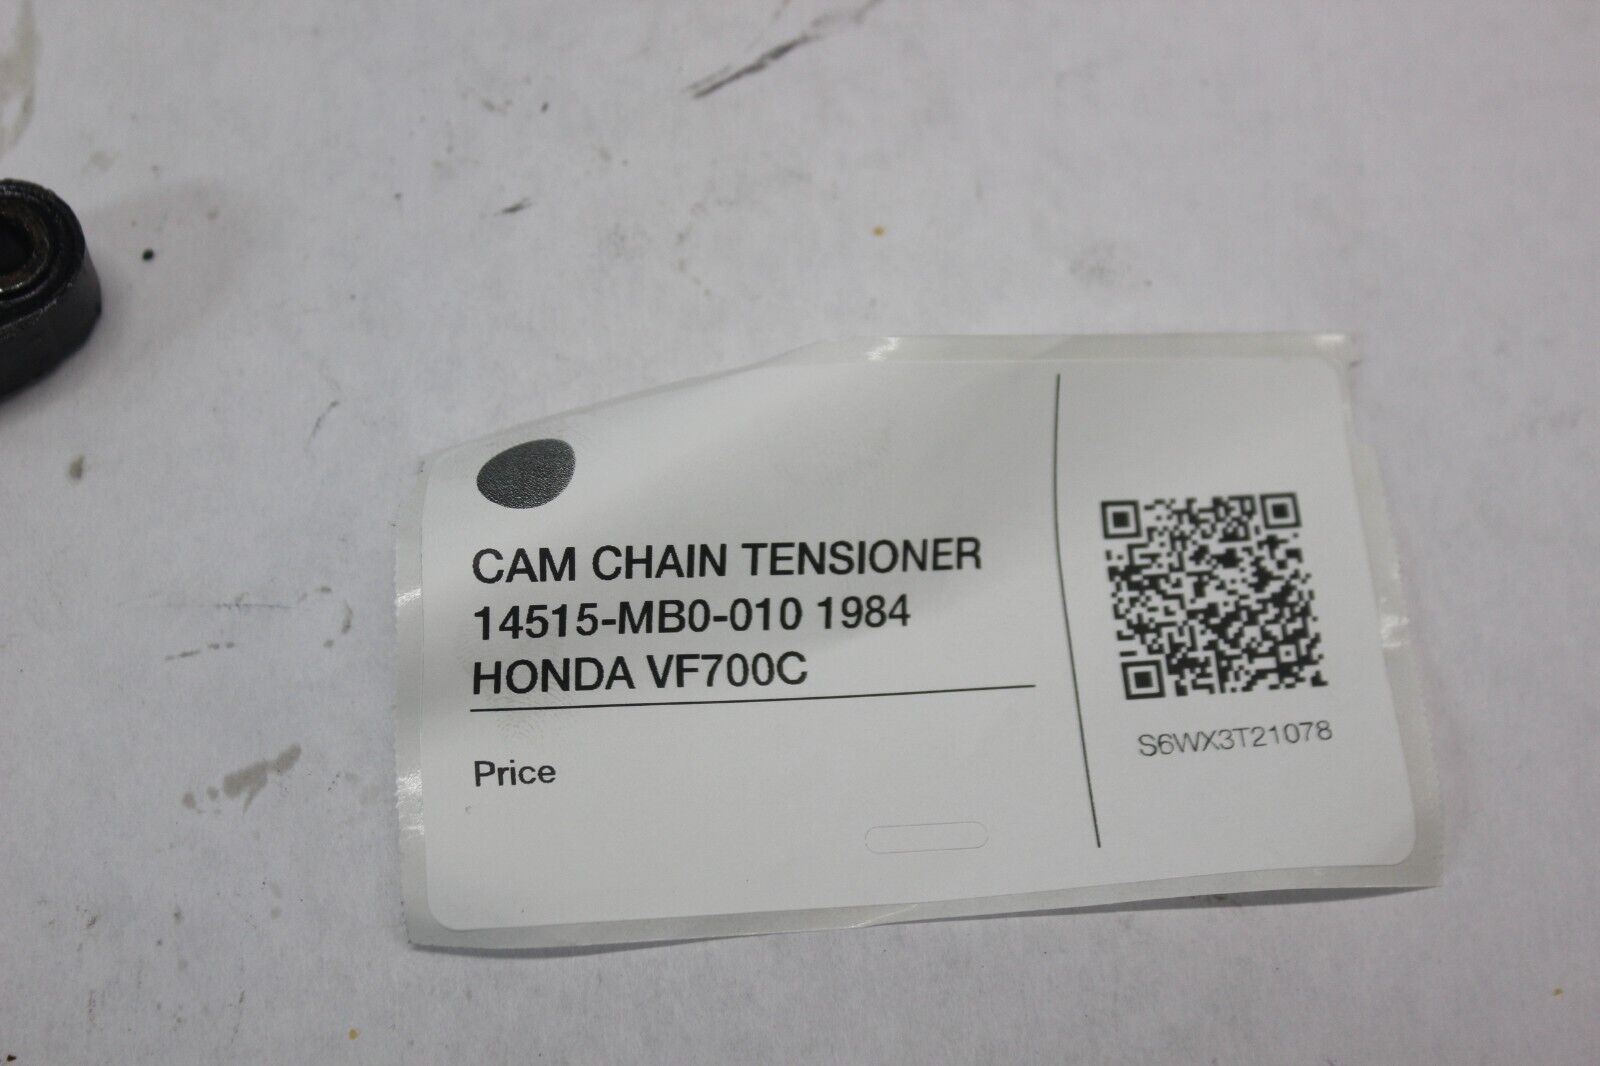 CAM CHAIN TENSIONER
14515-MB0-010 1984
HONDA VF700C
Price
S6WX3T21078